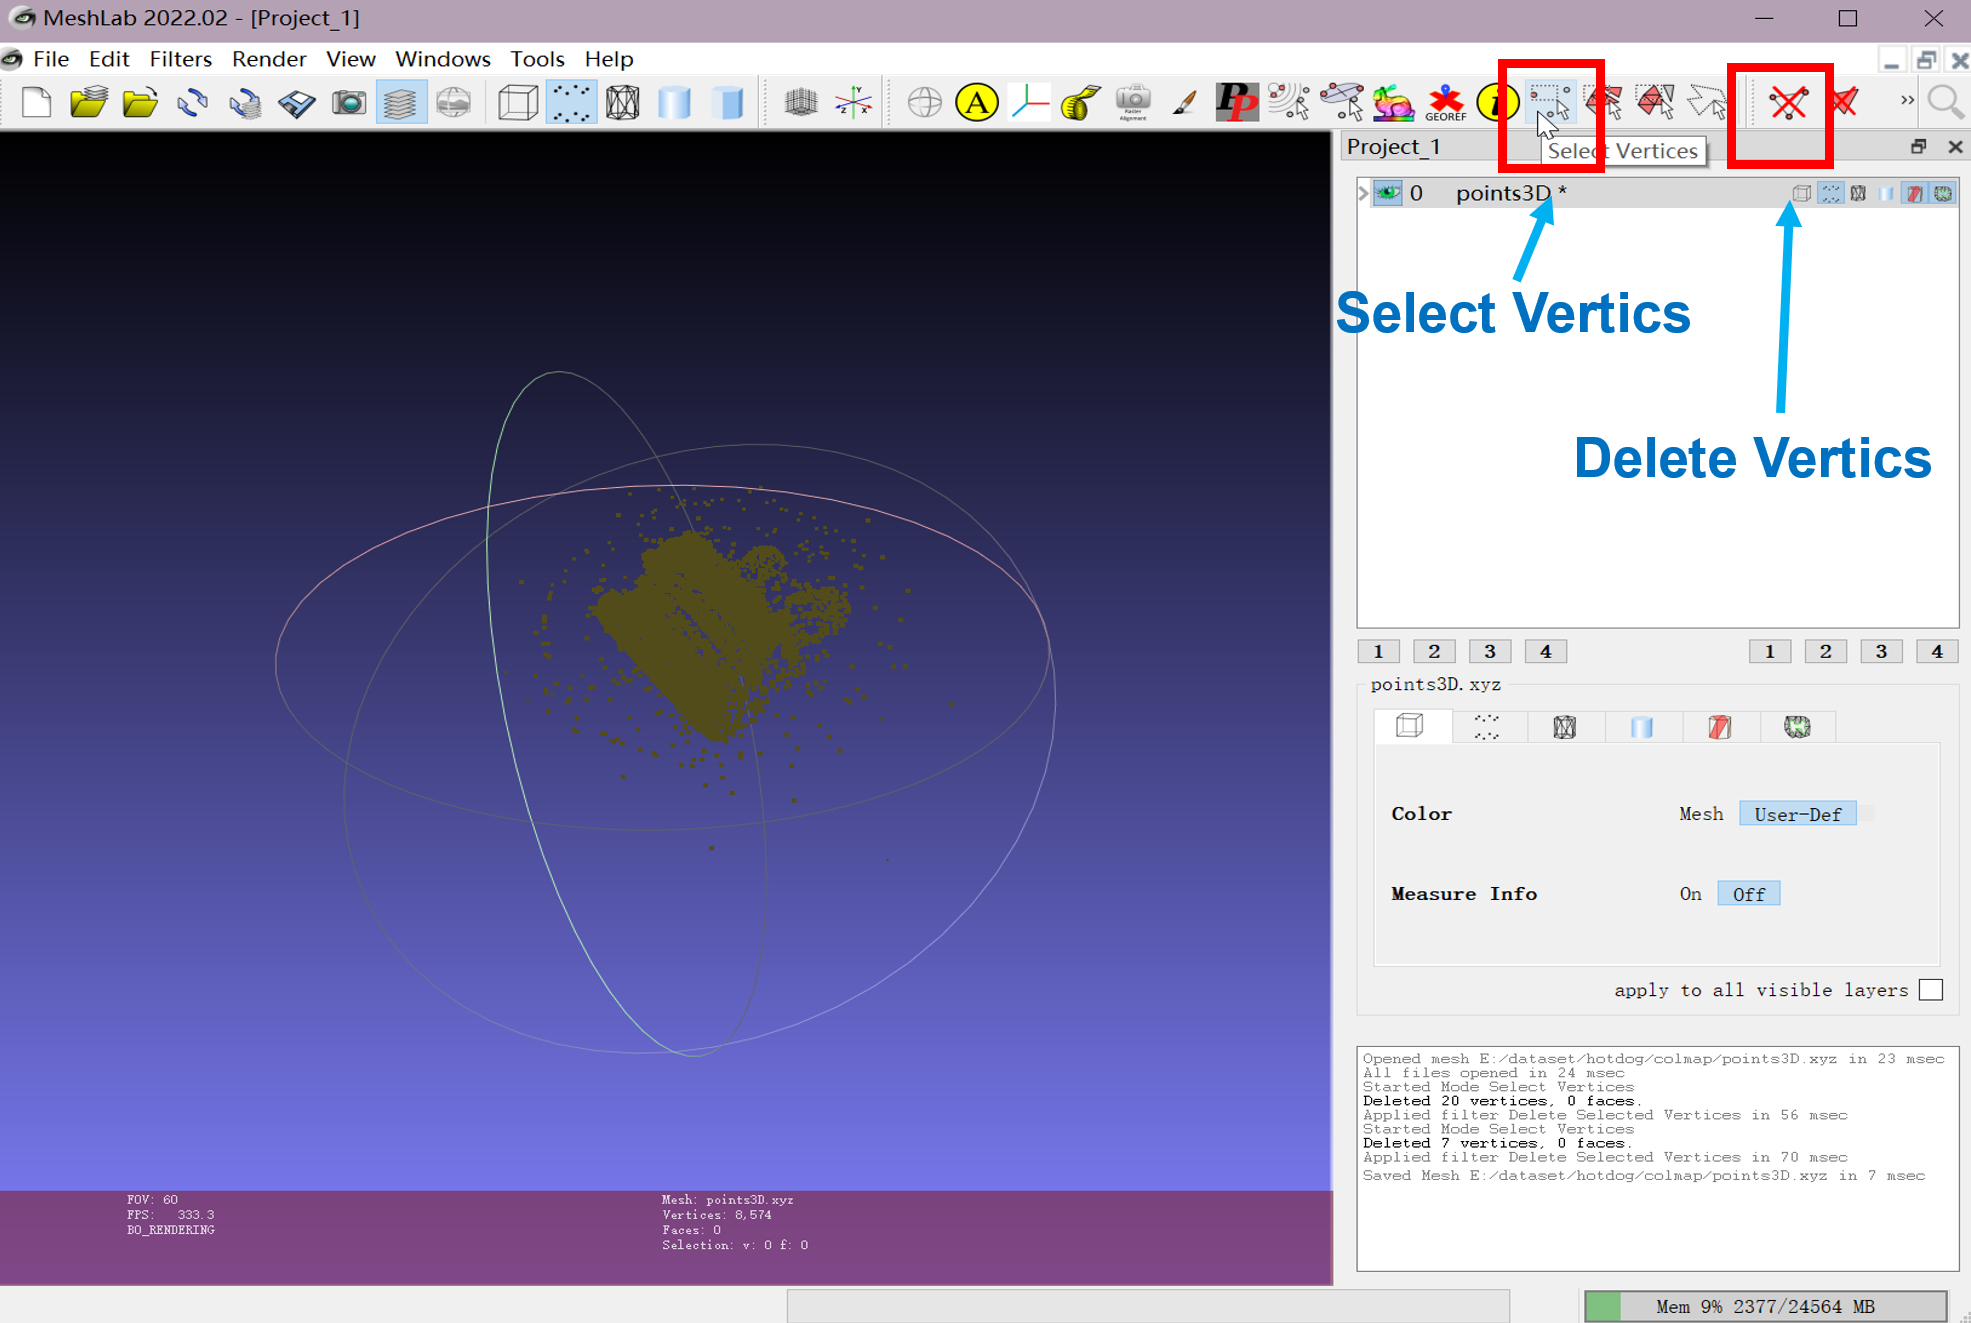 MeshLab 2022.02 - [Project_1]
File Edit Filters Render View Windows Tools Help
A
PP
Raster Alignment
GEOREF
i
»
Select Vertices
Project_1
0 points3D *
Select Vertics
Delete Vertics
1 2 3 4 1 2 3 4
points3D.xyz
Color Mesh User-Def
Measure Info On Off
apply to all visible layers
Opened mesh E:/dataset/hotdog/colmap/points3D.xyz in 23 msec
All files opened in 24 msec
Started Mode Select Vertices
Deleted 20 vertices, 0 faces.
Applied filter Delete Selected Vertices in 56 msec
Started Mode Select Vertices
Deleted 7 vertices, 0 faces.
Applied filter Delete Selected Vertices in 70 msec
Saved Mesh E:/dataset/hotdog/colmap/points3D.xyz in 7 msec
FOV: 60
FPS: 333.3
BO_RENDERING
Mesh: points3D.xyz
Vertices: 8,574
Faces: 0
Selection: v: 0 f: 0
Mem 9% 2377/24564 MB